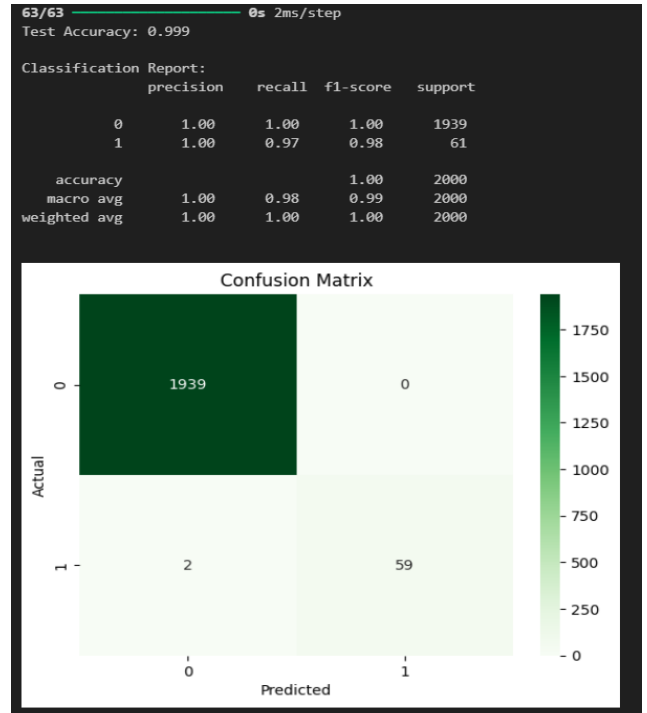 63/63 ━━━━━━━━━━━━━━━━━━━━ 0s 2ms/step
Test Accuracy: 0.999
Classification Report:
precision recall f1-score support
0 1.00 1.00 1.00 1939
1 1.00 0.97 0.98 61
accuracy 1.00 2000
macro avg 1.00 0.98 0.99 2000
weighted avg 1.00 1.00 1.00 2000
Confusion Matrix
1750
1500
1250
1000
750
500
250
0
Actual
0
1939 0
1
2 59
0 1
Predicted